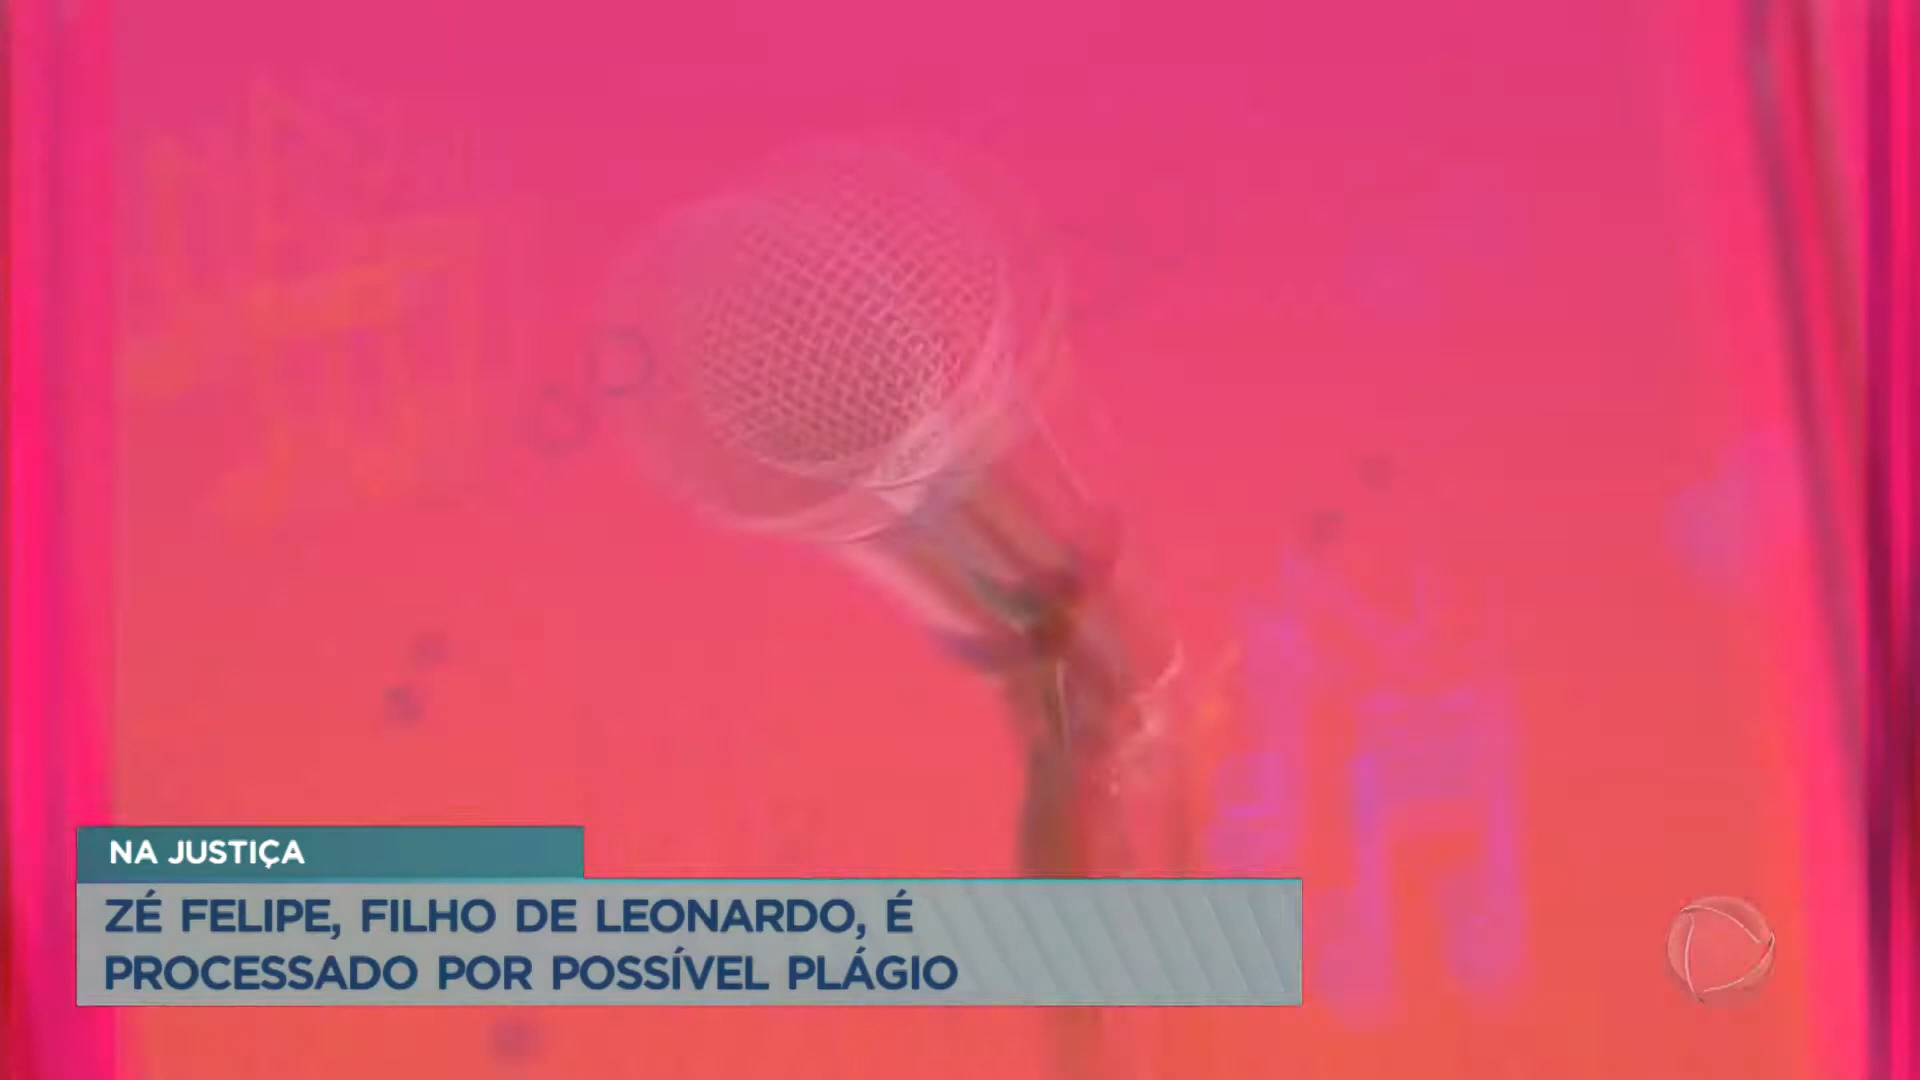 NA JUSTIÇA
ZÉ FELIPE, FILHO DE LEONARDO, É
PROCESSADO POR POSSÍVEL PLÁGIO